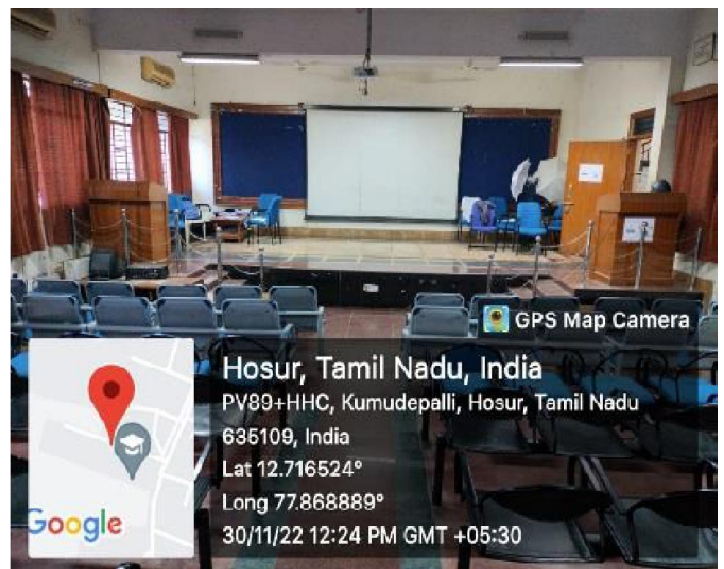 GPS Map Camera
Hosur, Tamil Nadu, India
PV89+HHC, Kumudepalli, Hosur, Tamil Nadu
635109, India
Lat 12.716524°
Long 77.868889°
30/11/22 12:24 PM GMT +05:30
Google